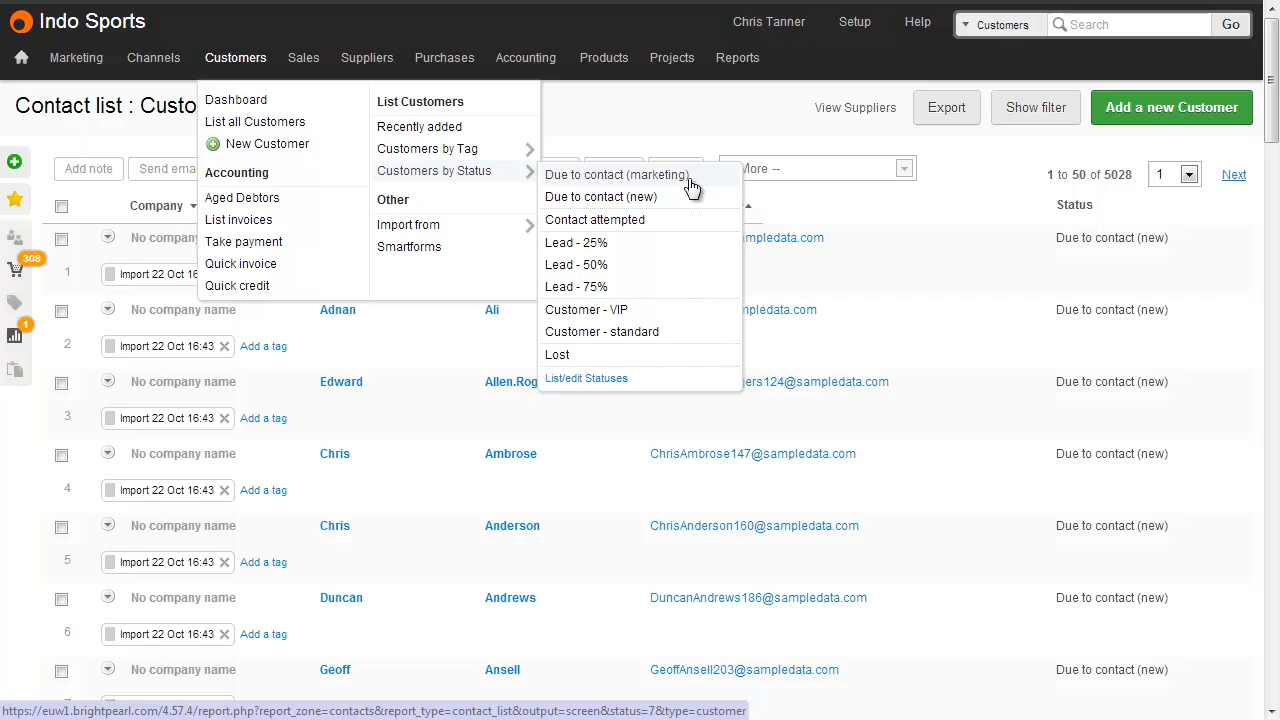 Indo Sports
Chris Tanner Setup Help Customers Search Go
Marketing Channels Customers Sales Suppliers Purchases Accounting Products Projects Reports
Contact list : Custo
View Suppliers Export Show filter Add a new Customer
Dashboard
List all Customers
New Customer
Accounting
Aged Debtors
List invoices
Take payment
Quick invoice
Quick credit
List Customers
Recently added
Customers by Tag
Customers by Status
Other
Import from
Smartforms
Due to contact (marketing)
Due to contact (new)
Contact attempted
Lead - 25%
Lead - 50%
Lead - 75%
Customer - VIP
Customer - standard
Lost
List/edit Statuses
Add note Send ema More --
1 to 50 of 5028 1 Next
Company Status
308
1
No comp mpledata.com Due to contact (new)
1 Import 22 Oct 16:4
No company name Adnan Ali mpledata.com Due to contact (new)
2 Import 22 Oct 16:43 Add a tag
No company name Edward Allen.Rog ers124@sampledata.com Due to contact (new)
3 Import 22 Oct 16:43 Add a tag
No company name Chris Ambrose ChrisAmbrose147@sampledata.com Due to contact (new)
4 Import 22 Oct 16:43 Add a tag
No company name Chris Anderson ChrisAnderson160@sampledata.com Due to contact (new)
5 Import 22 Oct 16:43 Add a tag
No company name Duncan Andrews DuncanAndrews186@sampledata.com Due to contact (new)
6 Import 22 Oct 16:43 Add a tag
No company name Geoff Ansell GeoffAnsell203@sampledata.com Due to contact (new)
https://euw1.brightpearl.com/4.57.4/report.php?report_zone=contacts&report_type=contact_list&output=screen&status=7&type=customer